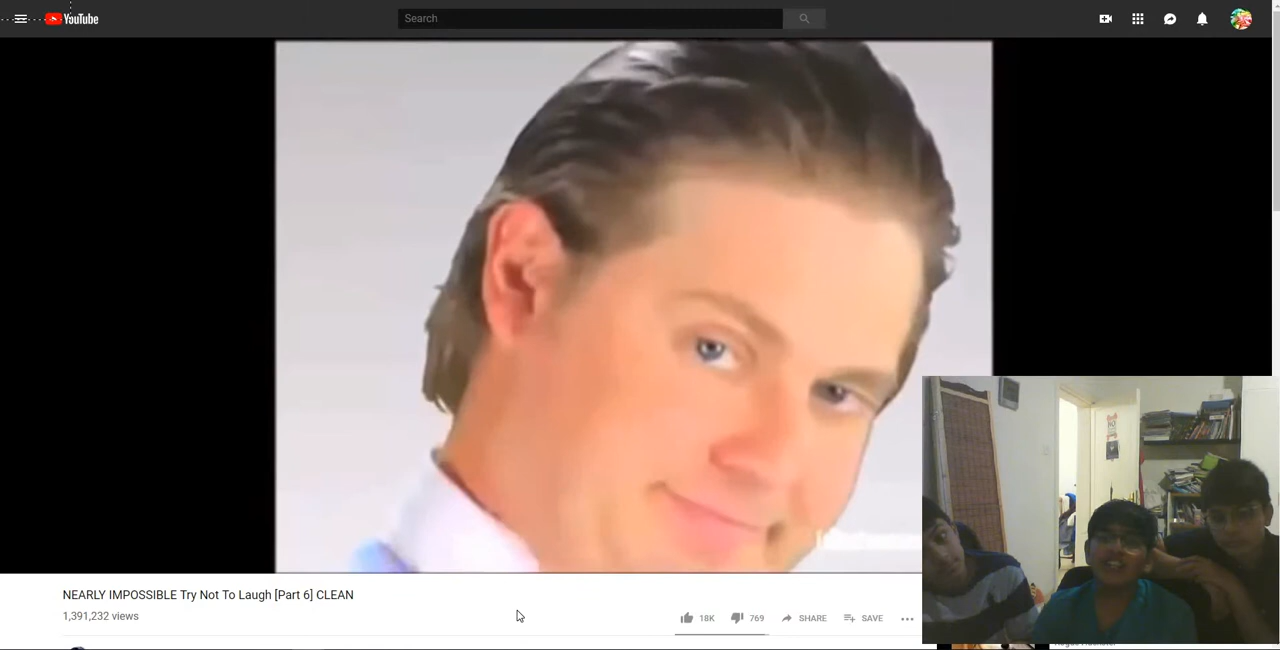 YouTube
Search
NEARLY IMPOSSIBLE Try Not To Laugh [Part 6] CLEAN
1,391,232 views
18K
769
SHARE
SAVE